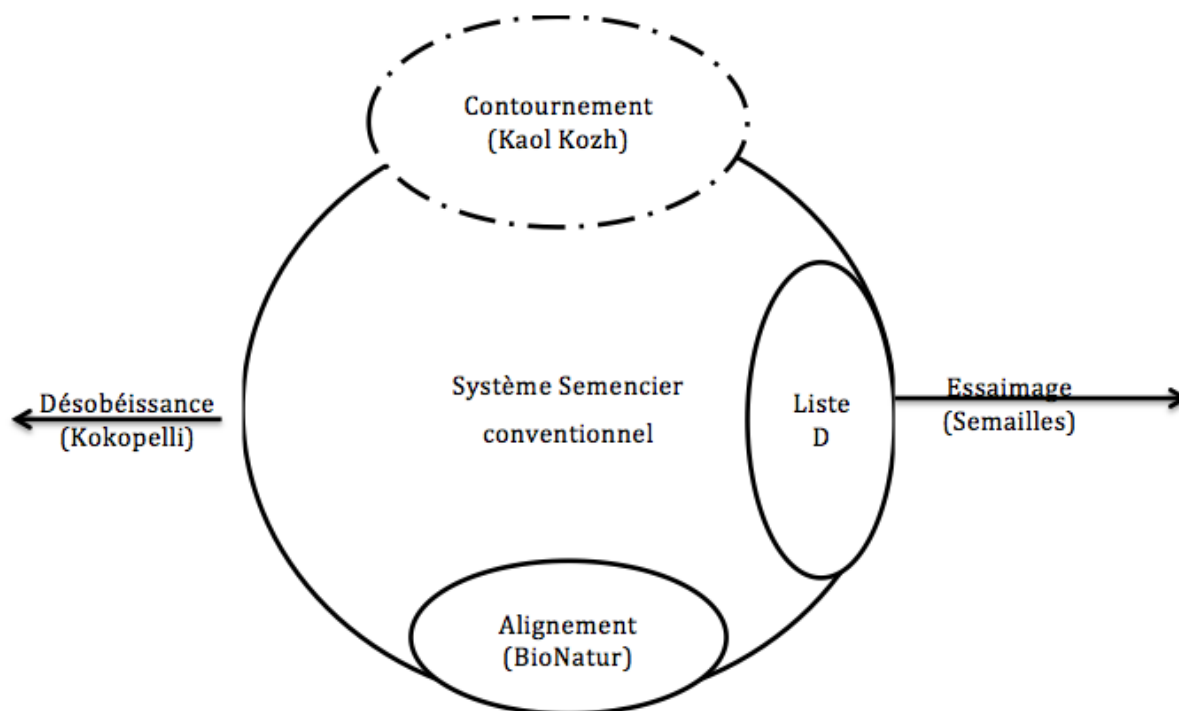 Contournement
(Kaol Kozh)
Désobéissance
(Kokopelli)
Système Semencier
conventionnel
Liste
D
Essaimage
(Semailles)
Alignement
(BioNatur)